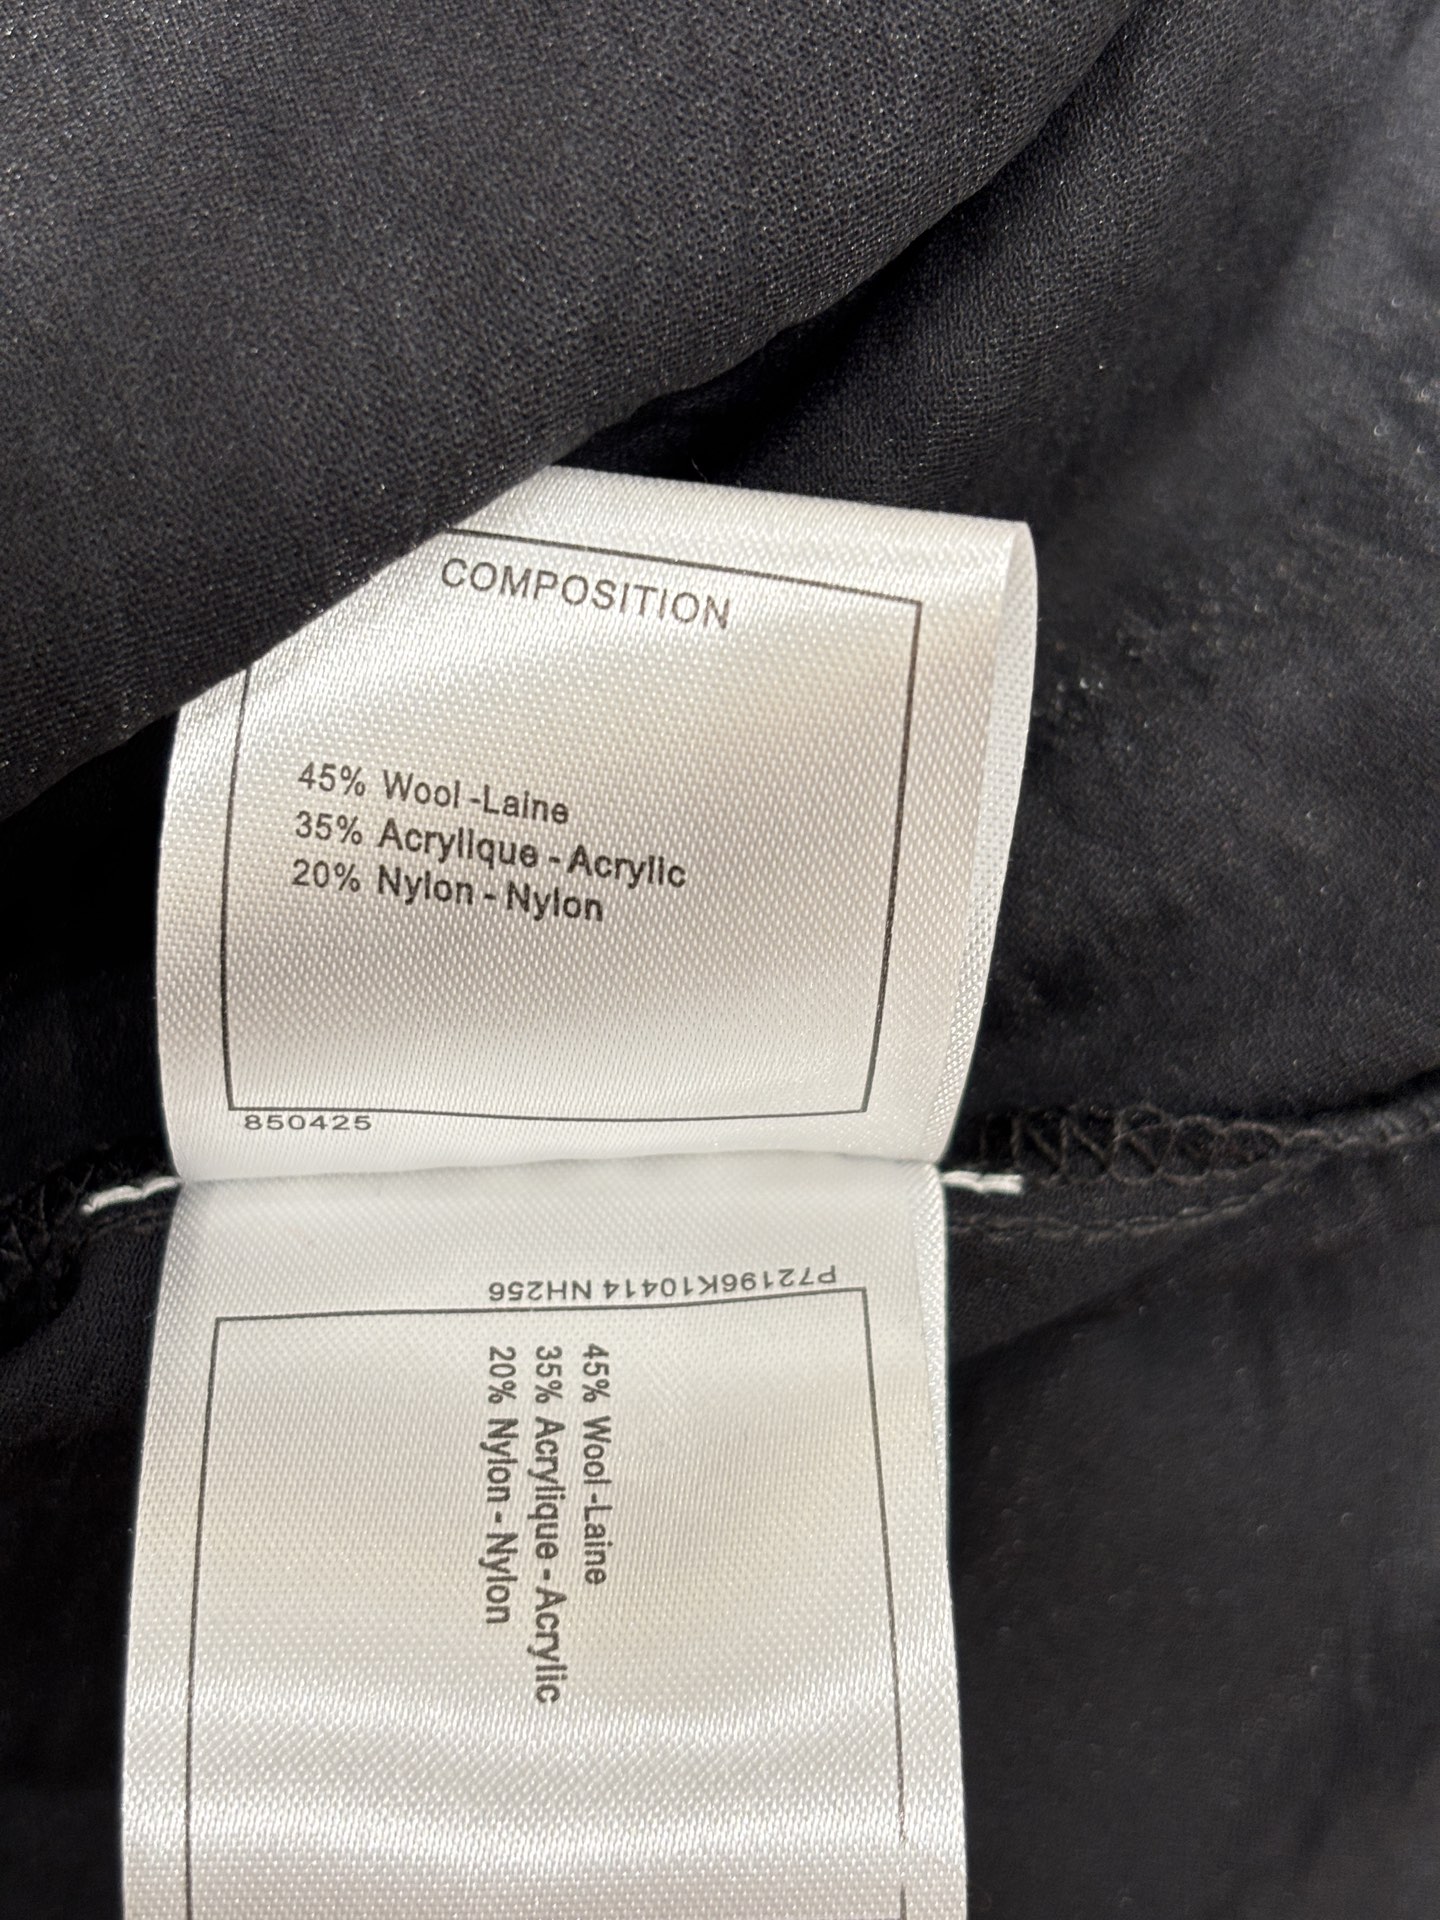 COMPOSITION
45% Wool -Laine
35% Acrylique - Acrylic
20% Nylon - Nylon
850425
P72196K10414 NH256
45% Wool -Laine
35% Acrylique - Acrylic
20% Nylon - Nylon